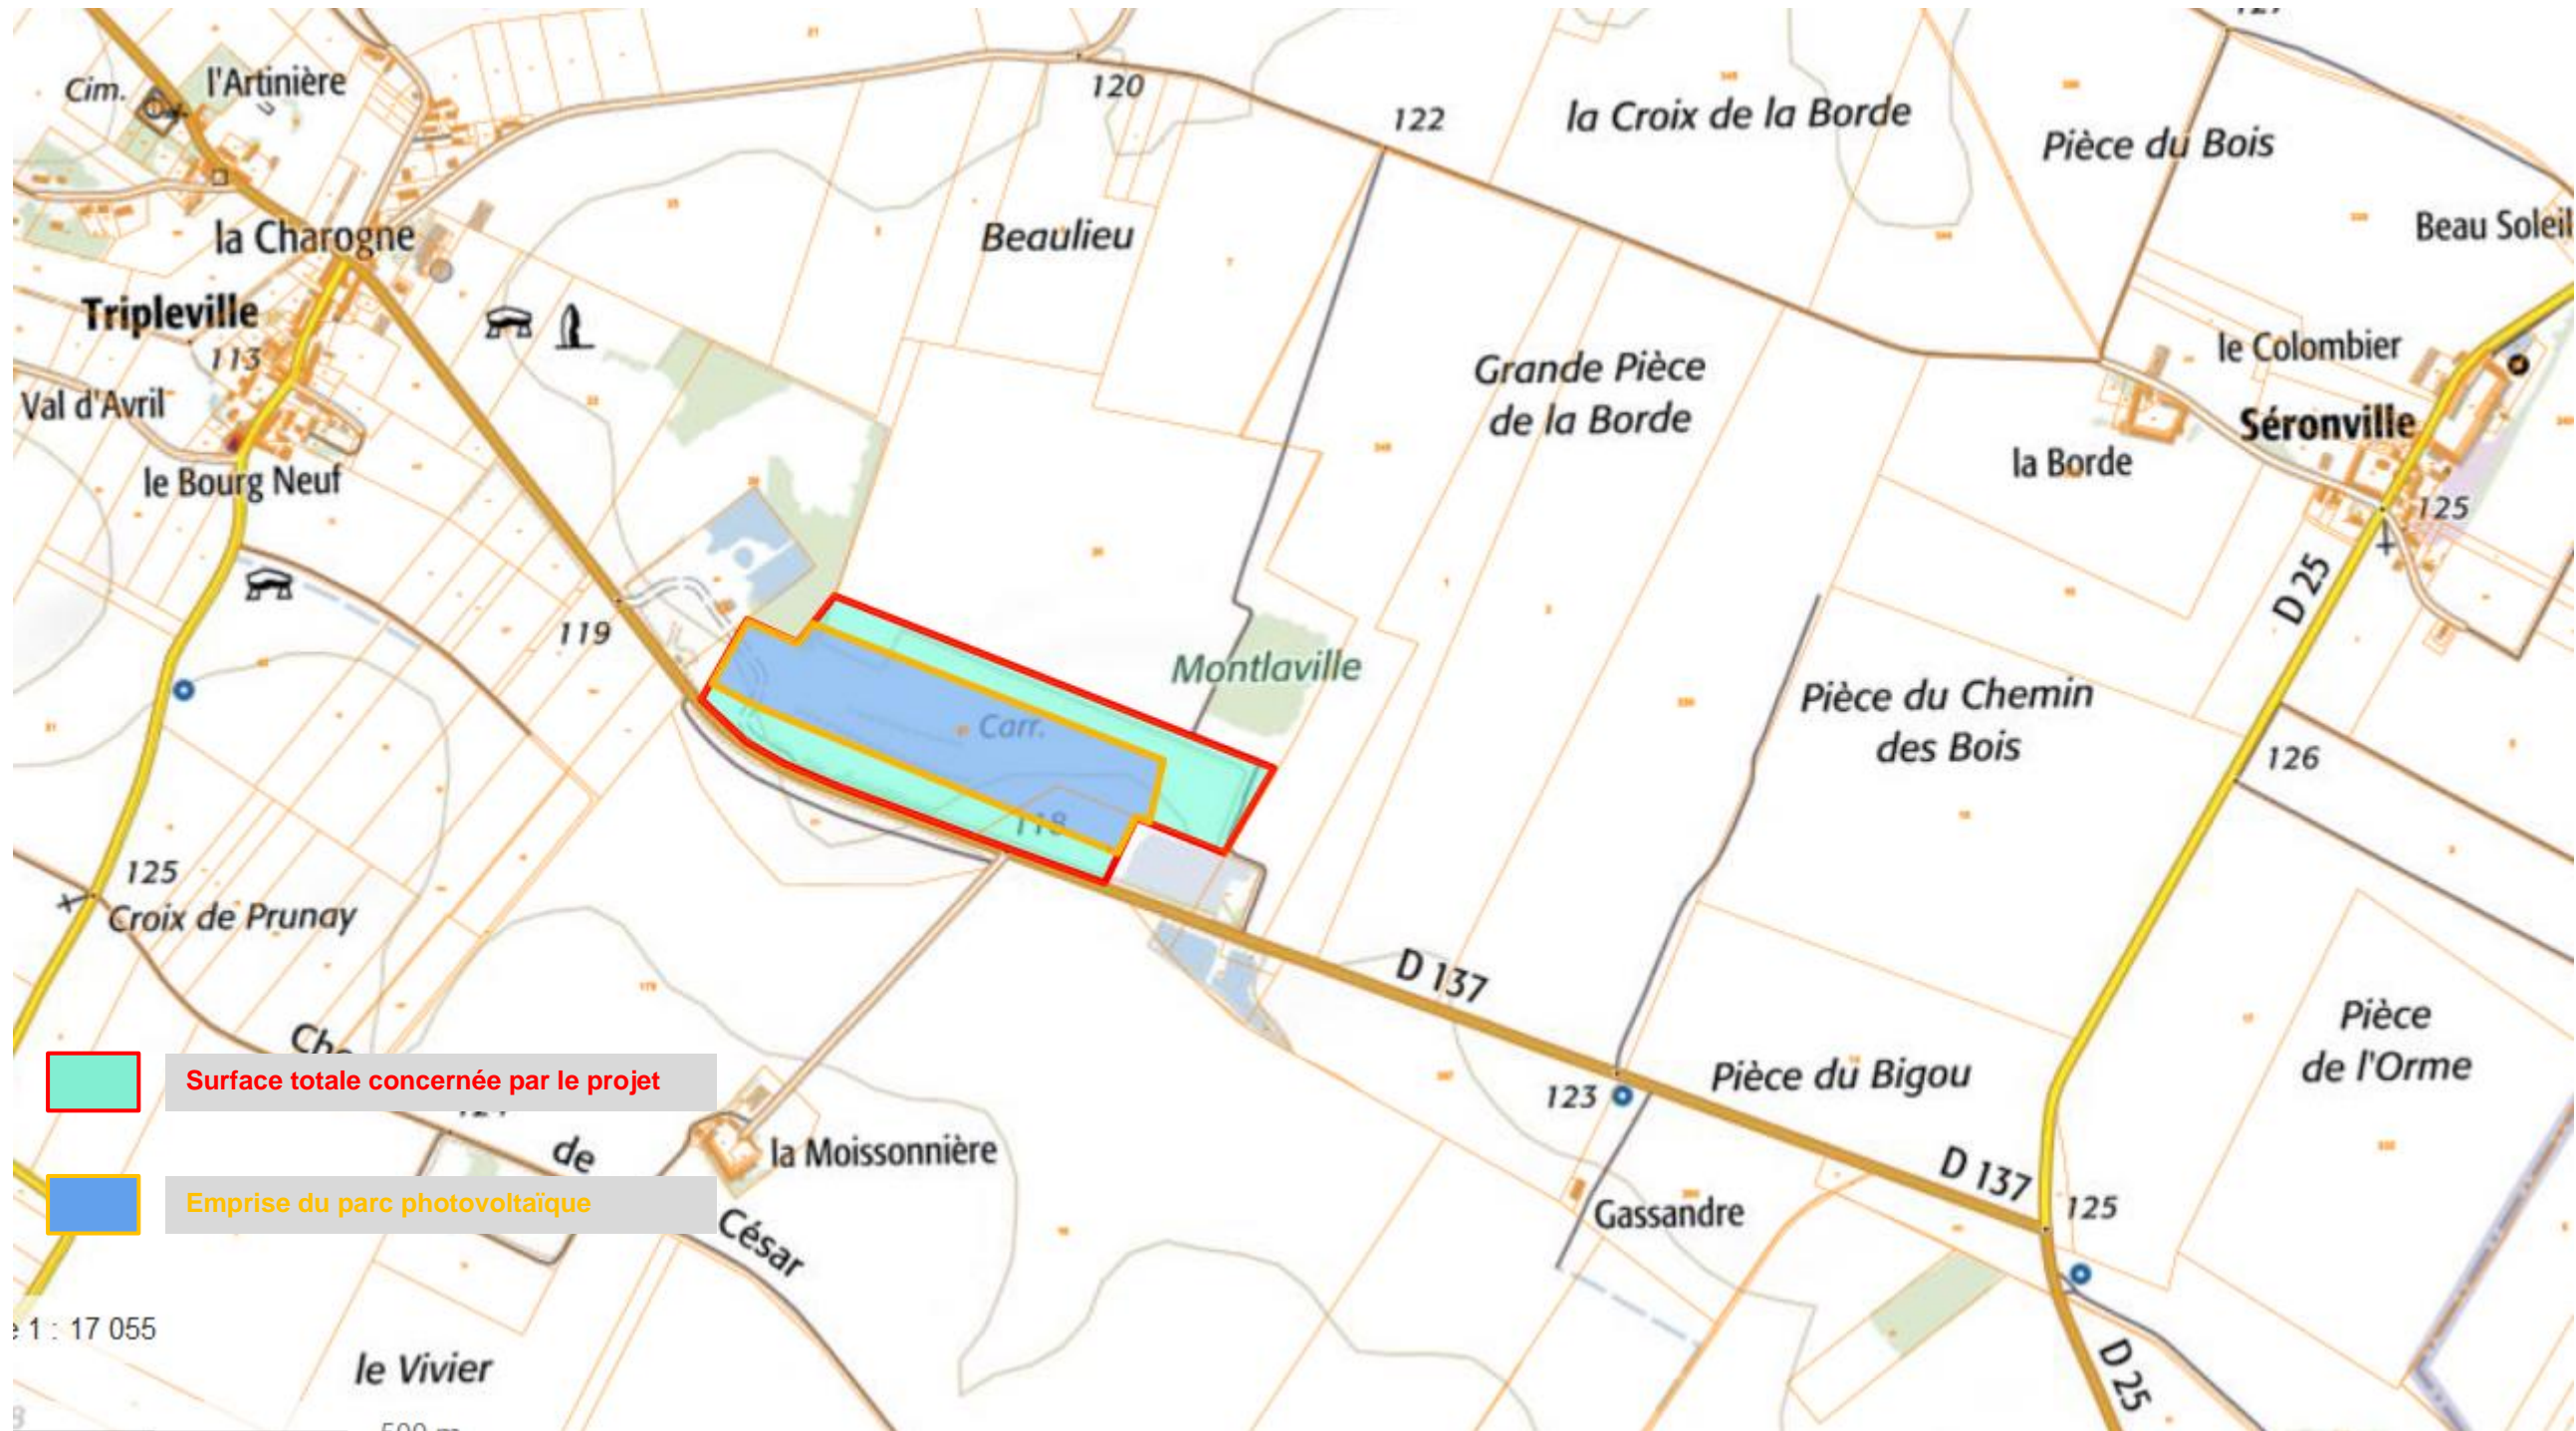 Cim.
l'Artinière
120
122
la Croix de la Borde
Pièce du Bois
la Charogne
Beaulieu
Beau Soleil
Tripleville
113
Val d'Avril
le Bourg Neuf
Grande Pièce
de la Borde
le Colombier
Séronville
la Borde
125
D 25
119
Montlaville
Carr.
118
Pièce du Chemin
des Bois
126
125
Croix de Prunay
D 137
Pièce
de l'Orme
Surface totale concernée par le projet
123
Pièce du Bigou
de
la Moissonnière
D 137
125
Emprise du parc photovoltaïque
César
Gassandre
1 : 17 055
le Vivier
D 25